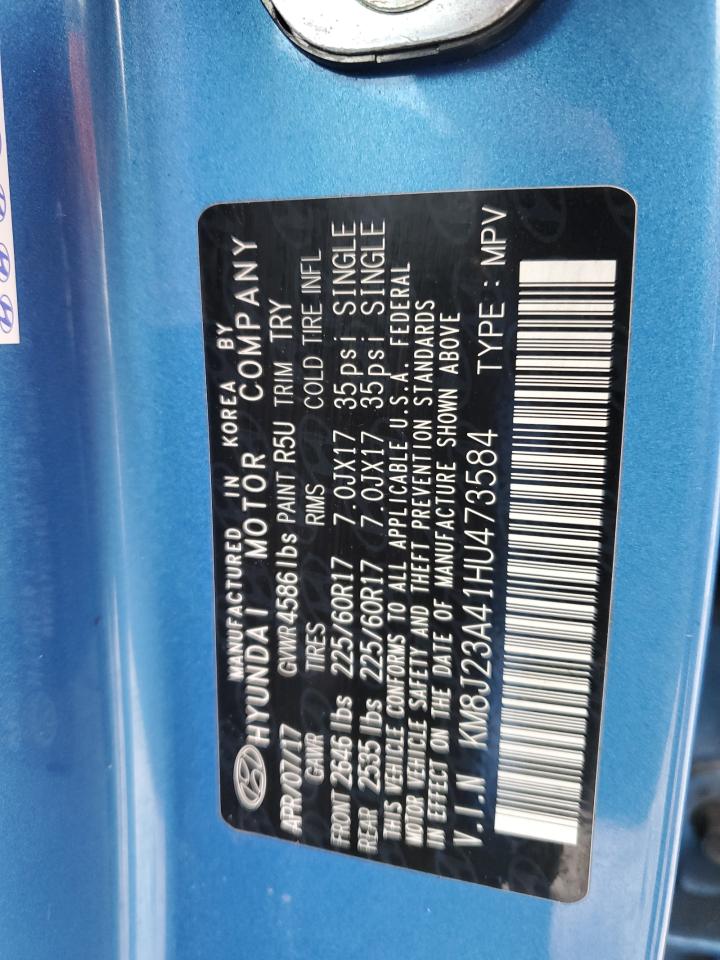 MANUFACTURED IN KOREA BY
HYUNDAI MOTOR COMPANY
APR/07/17 GVWR 4586 lbs PAINT R5U TRIM TRY
GAWR TIRES RIMS COLD TIRE INFL
FRONT 2646 lbs 225/60R17 7.0JX17 35psi SINGLE
REAR 2535 lbs 225/60R17 7.0JX17 35psi SINGLE
THIS VEHICLE CONFORMS TO ALL APPLICABLE U.S.A. FEDERAL
MOTOR VEHICLE SAFETY AND THEFT PREVENTION STANDARDS
IN EFFECT ON THE DATE OF MANUFACTURE SHOWN ABOVE
V.I.N KM8J23A41HU473584 TYPE : MPV